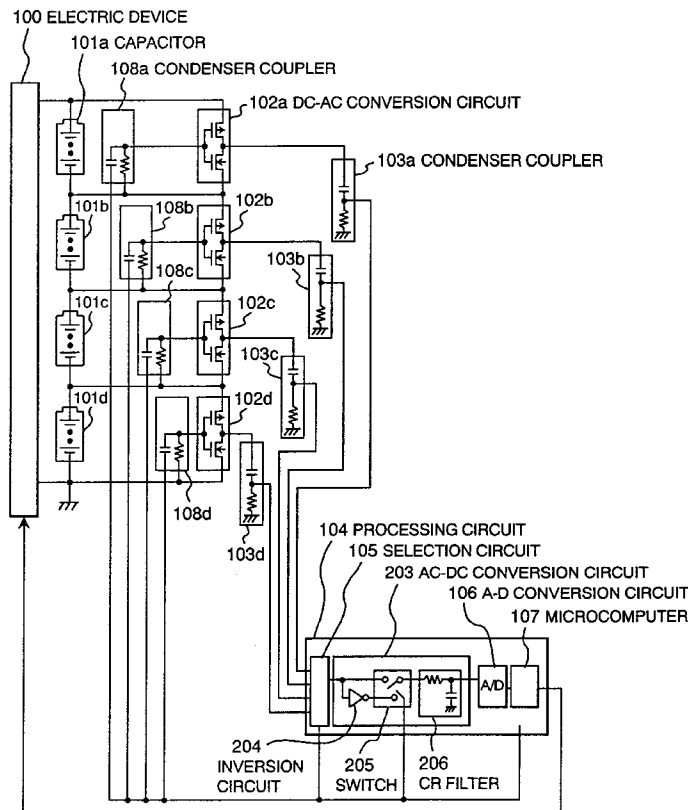 100 ELECTRIC DEVICE
101a CAPACITOR
108a CONDENSER COUPLER
102a DC-AC CONVERSION CIRCUIT
103a CONDENSER COUPLER
101b
108b
102b
103b
108c
101c
102c
103c
101d
102d
108d
103d
104 PROCESSING CIRCUIT
105 SELECTION CIRCUIT
203 AC-DC CONVERSION CIRCUIT
106 A-D CONVERSION CIRCUIT
107 MICROCOMPUTER
A/D
204
INVERSION
CIRCUIT
205
SWITCH
206
CR FILTER